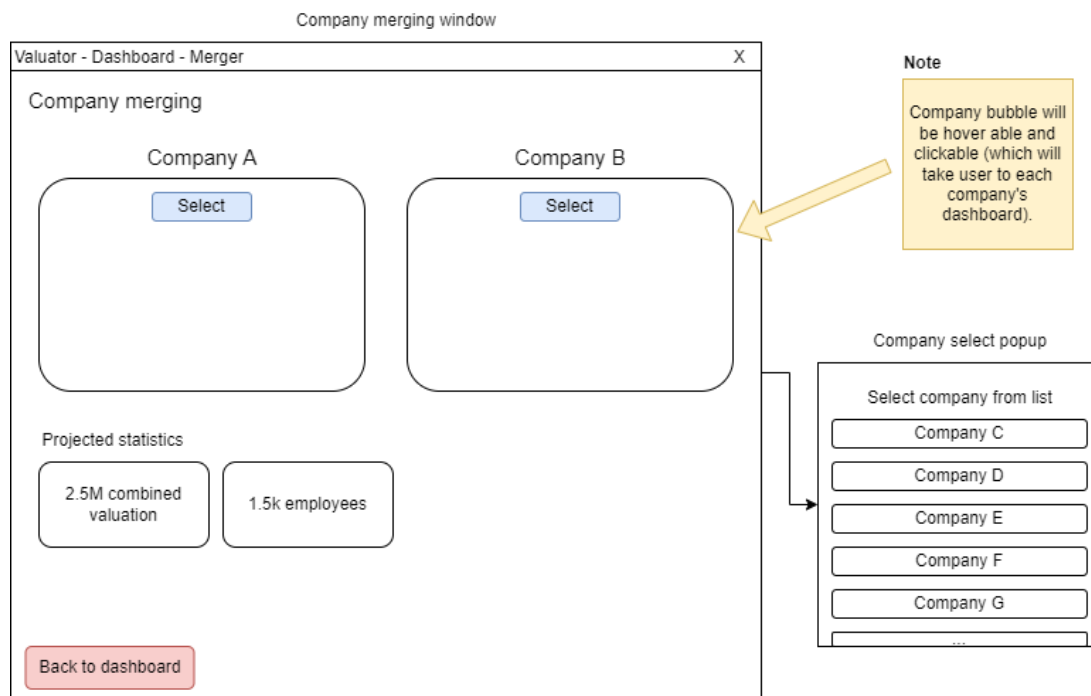 Company merging window
Valuator - Dashboard - Merger
X
Company merging
Company A
Company B
Select
Select
Note
Company bubble will
be hover able and
clickable (which will
take user to each
company's
dashboard).
Projected statistics
2.5M combined
valuation
1.5k employees
Back to dashboard
Company select popup
Select company from list
Company C
Company D
Company E
Company F
Company G
...